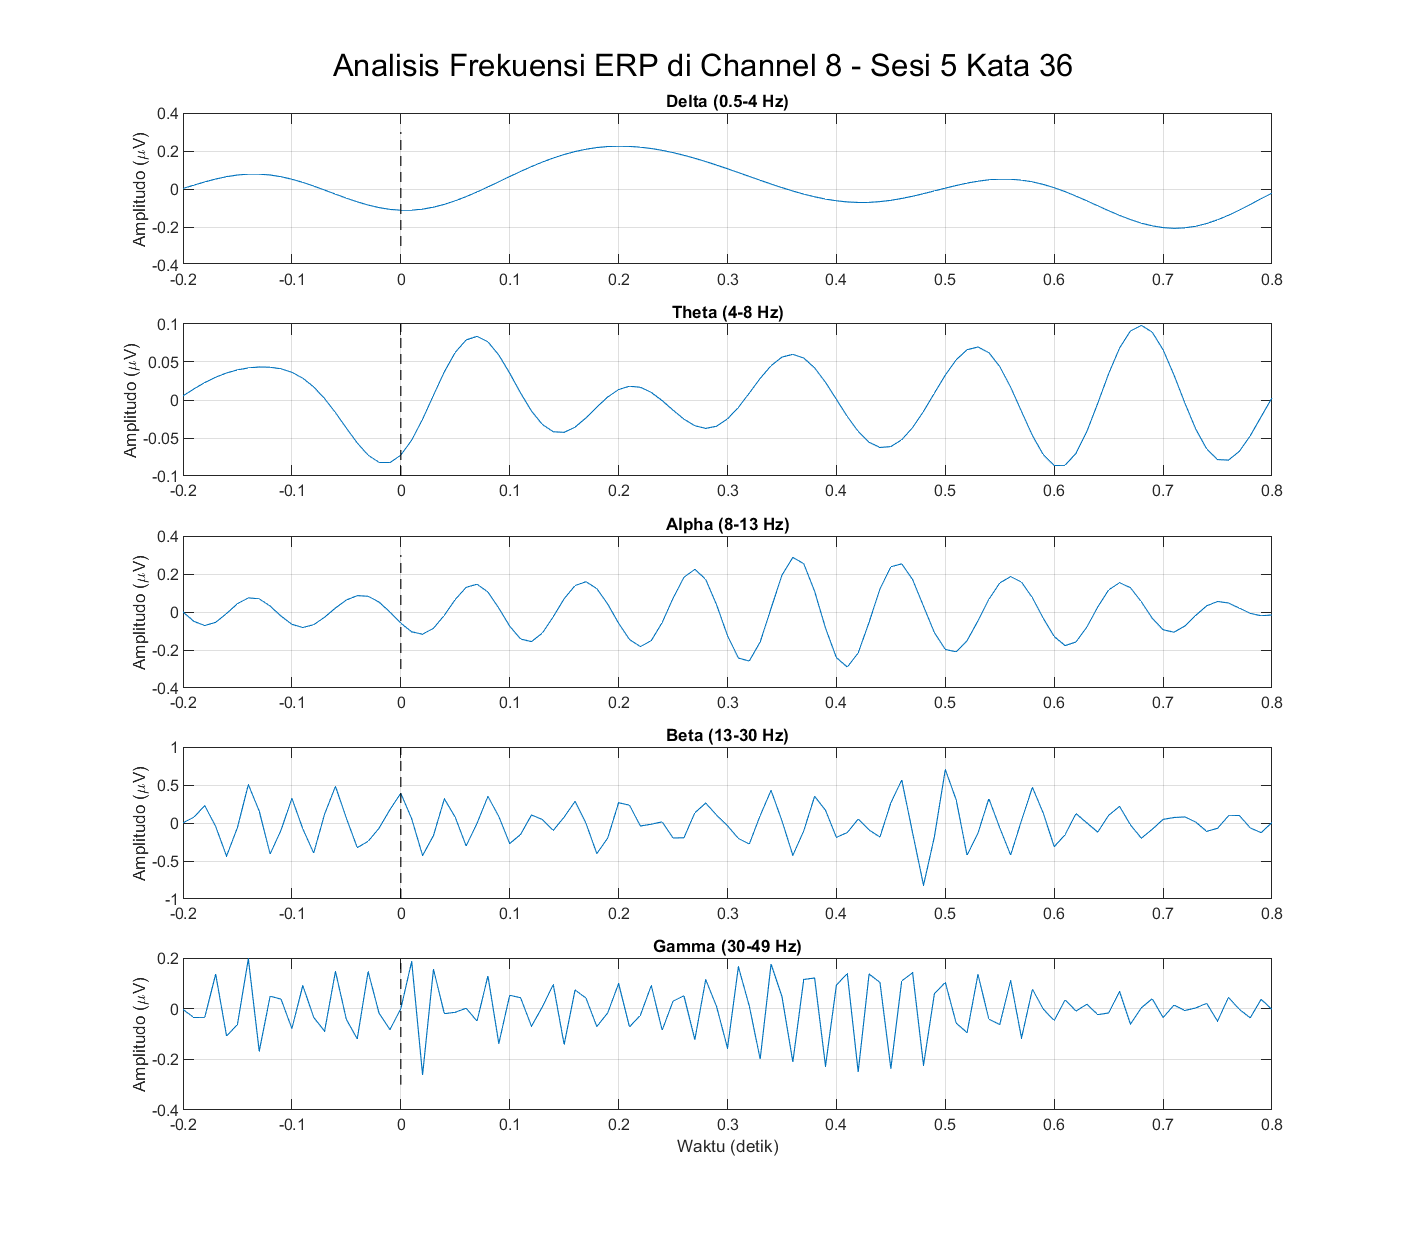 Analisis Frekuensi ERP di Channel 8 - Sesi 5 Kata 36
Delta (0.5-4 Hz)
Amplitudo (μV)
0.4
0.2
0
-0.2
-0.4
-0.2 -0.1 0 0.1 0.2 0.3 0.4 0.5 0.6 0.7 0.8
Theta (4-8 Hz)
Amplitudo (μV)
0.1
0.05
0
-0.05
-0.1
-0.2 -0.1 0 0.1 0.2 0.3 0.4 0.5 0.6 0.7 0.8
Alpha (8-13 Hz)
Amplitudo (μV)
0.4
0.2
0
-0.2
-0.4
-0.2 -0.1 0 0.1 0.2 0.3 0.4 0.5 0.6 0.7 0.8
Beta (13-30 Hz)
Amplitudo (μV)
1
0.5
0
-0.5
-1
-0.2 -0.1 0 0.1 0.2 0.3 0.4 0.5 0.6 0.7 0.8
Gamma (30-49 Hz)
Amplitudo (μV)
0.2
0
-0.2
-0.4
-0.2 -0.1 0 0.1 0.2 0.3 0.4 0.5 0.6 0.7 0.8
Waktu (detik)